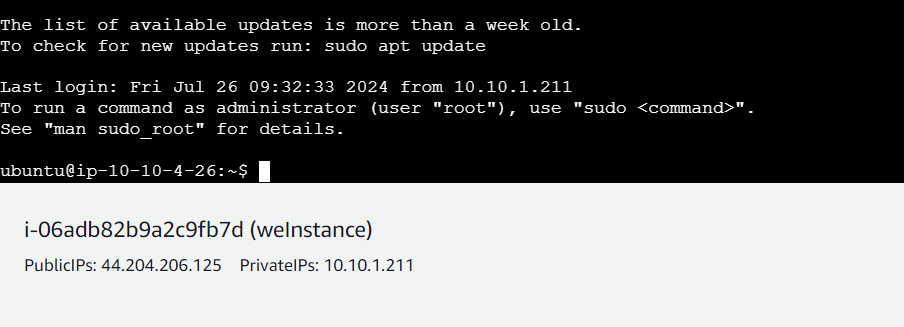 The list of available updates is more than a week old.
To check for new updates run: sudo apt update
Last login: Fri Jul 26 09:32:33 2024 from 10.10.1.211
To run a command as administrator (user "root"), use "sudo <command>".
See "man sudo_root" for details.
ubuntu@ip-10-10-4-26:~$
i-06adb82b9a2c9fb7d (weInstance)
PublicIPs: 44.204.206.125 PrivateIPs: 10.10.1.211